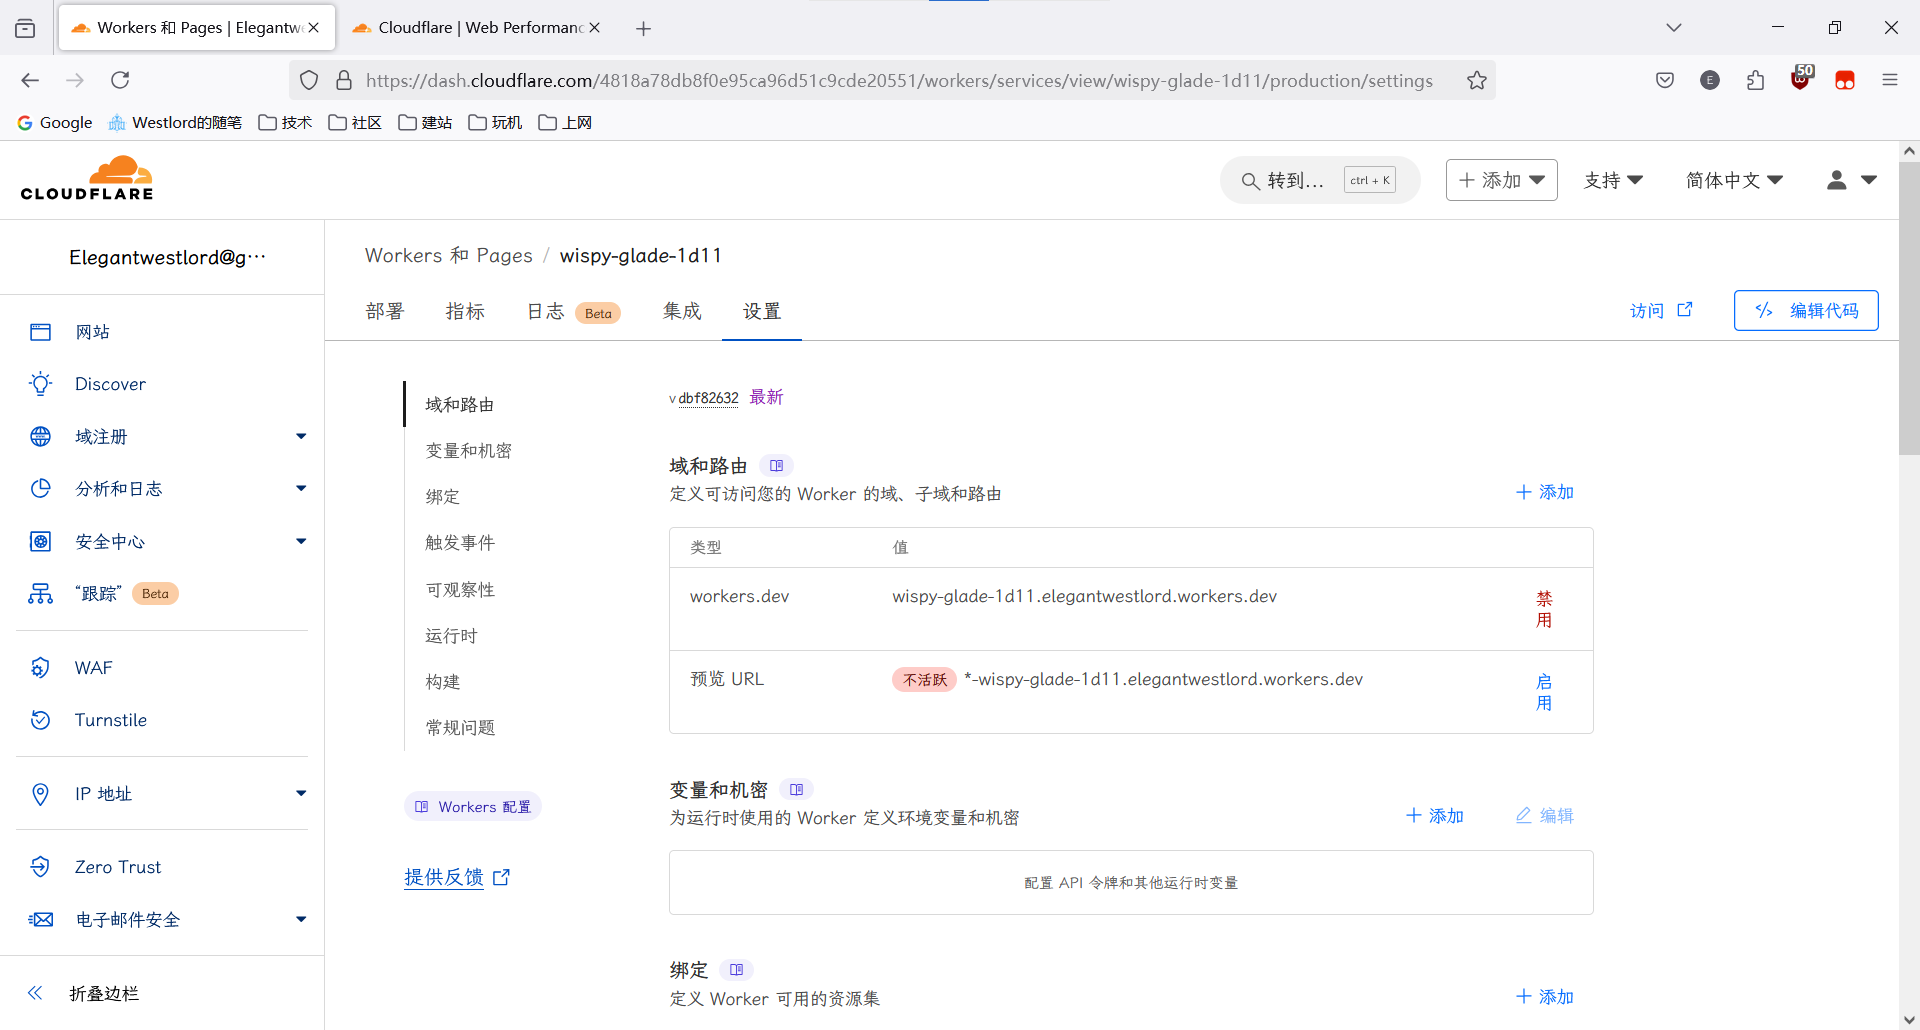 Workers 和 Pages | Elegantwe
Cloudflare | Web Performanc
https://dash.cloudflare.com/4818a78db8f0e95ca96d51c9cde20551/workers/services/view/wispy-glade-1d11/production/settings
E
50
Google
Westlord的随笔
技术
社区
建站
玩机
上网
CLOUDFLARE
转到... ctrl + K
添加
支持
简体中文
Elegantwestlord@g…
网站
Discover
域注册
分析和日志
安全中心
“跟踪” Beta
WAF
Turnstile
IP 地址
Zero Trust
电子邮件安全
折叠边栏
Workers 和 Pages / wispy-glade-1d11
部署
指标
日志 Beta
集成
设置
访问
编辑代码
域和路由
变量和机密
绑定
触发事件
可观察性
运行时
构建
常规问题
Workers 配置
提供反馈
v dbf82632 最新
域和路由
定义可访问您的 Worker 的域、子域和路由
添加
类型 值
workers.dev wispy-glade-1d11.elegantwestlord.workers.dev 禁用
预览 URL 不活跃 *-wispy-glade-1d11.elegantwestlord.workers.dev 启用
变量和机密
为运行时使用的 Worker 定义环境变量和机密
添加
编辑
配置 API 令牌和其他运行时变量
绑定
定义 Worker 可用的资源集
添加